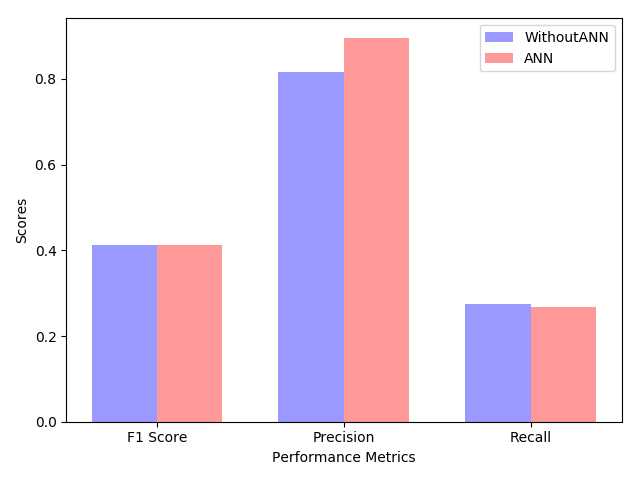 WithoutANN
ANN
Scores
0.8
0.6
0.4
0.2
0.0
F1 Score
Precision
Recall
Performance Metrics